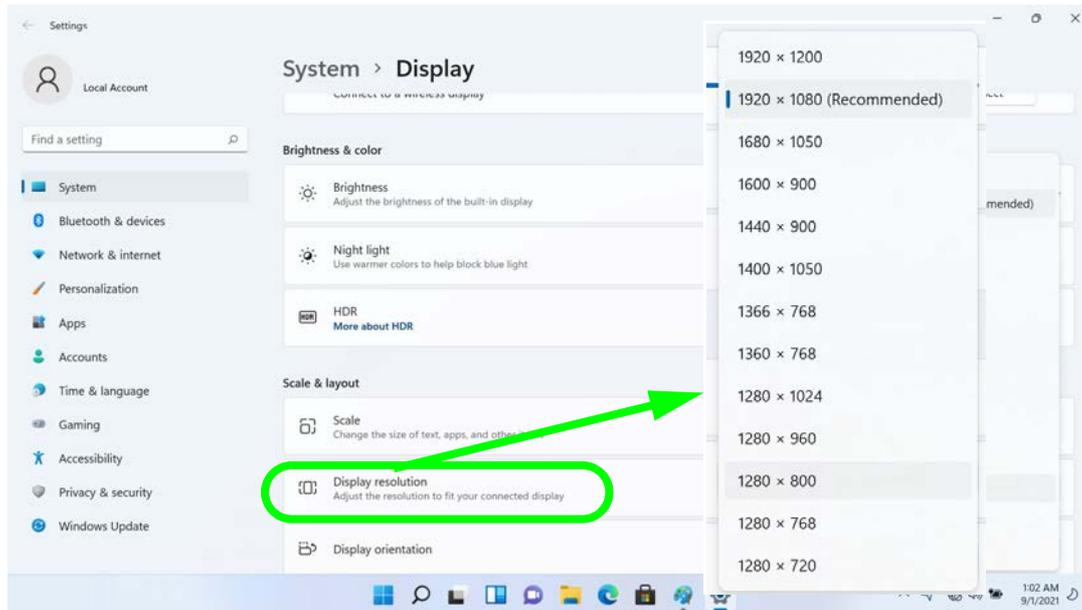 Settings
Local Account
Find a setting
System
Bluetooth & devices
Network & internet
Personalization
Apps
Accounts
Time & language
Gaming
Accessibility
Privacy & security
Windows Update
System > Display
Connect to a wireless display
Brightness & color
Brightness
Adjust the brightness of the built-in display
Night light
Use warmer colors to help block blue light
HDR
HDR
More about HDR
Scale & layout
Scale
Change the size of text, apps, and other
Display resolution
Adjust the resolution to fit your connected display
Display orientation
1920 × 1200
1920 × 1080 (Recommended)
1680 × 1050
1600 × 900
1440 × 900
1400 × 1050
1366 × 768
1360 × 768
1280 × 1024
1280 × 960
1280 × 800
1280 × 768
1280 × 720
mended)
1:02 AM
9/1/2021